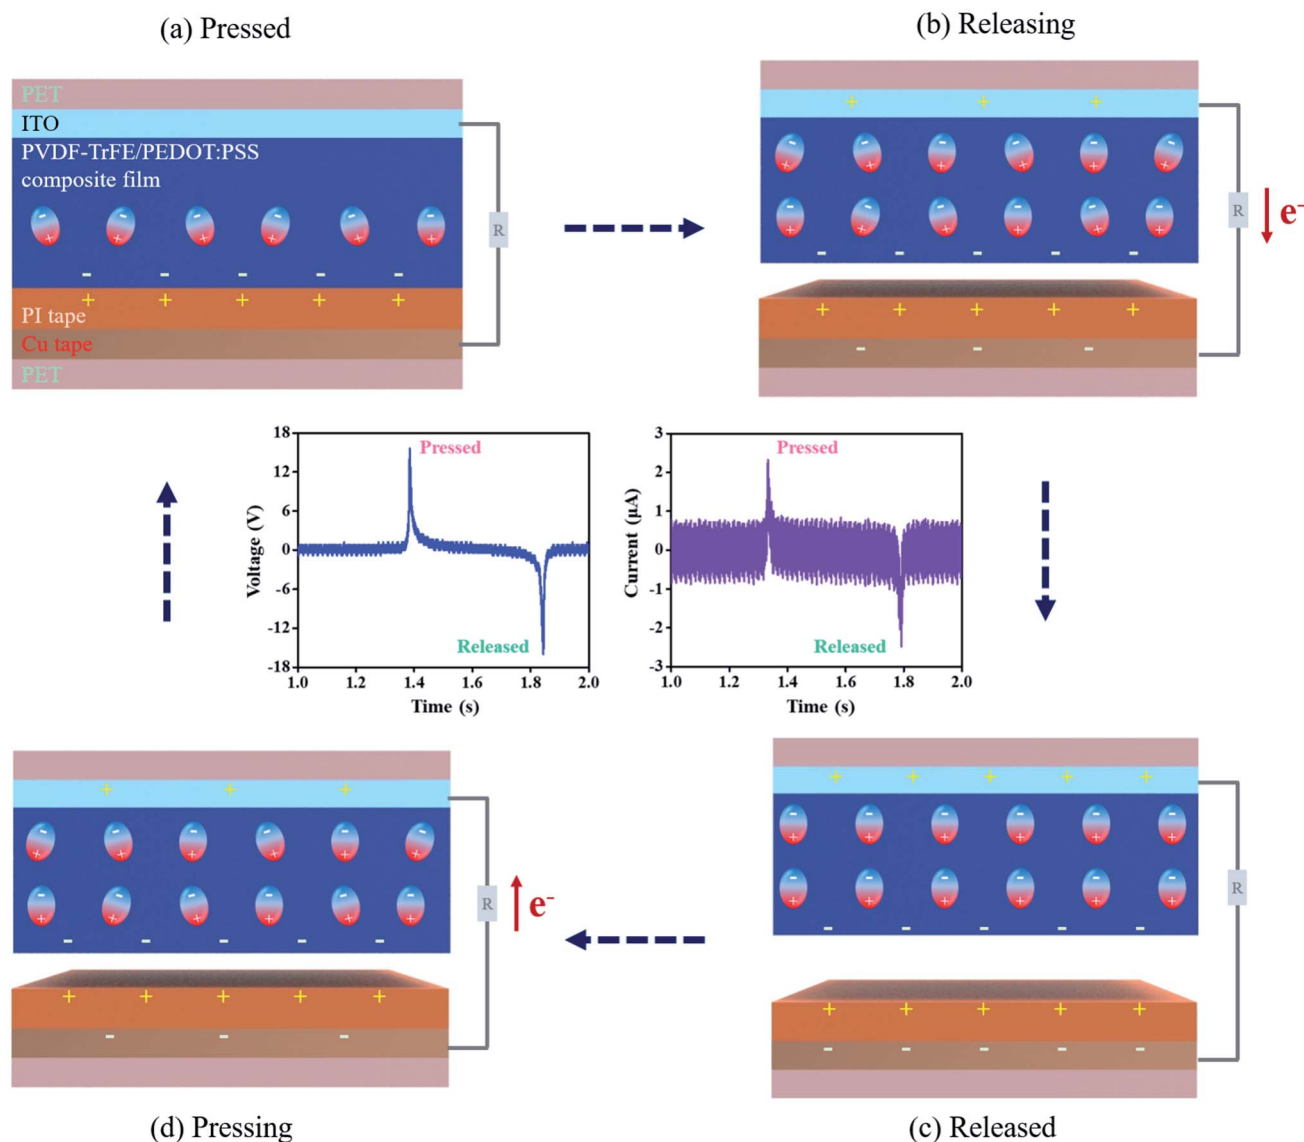 (a) Pressed
(b) Releasing
PET
ITO
PVDF-TrFE/PEDOT:PSS
composite film
R
PI tape
Cu tape
PET
R
e-
18
12
6
0
-6
-12
-18
Voltage (V)
Pressed
Released
1.0
1.2
1.4
1.6
1.8
2.0
Time (s)
3
2
1
0
-1
-2
-3
Current (μA)
Pressed
Released
1.0
1.2
1.4
1.6
1.8
2.0
Time (s)
R
e-
R
(d) Pressing
(c) Released